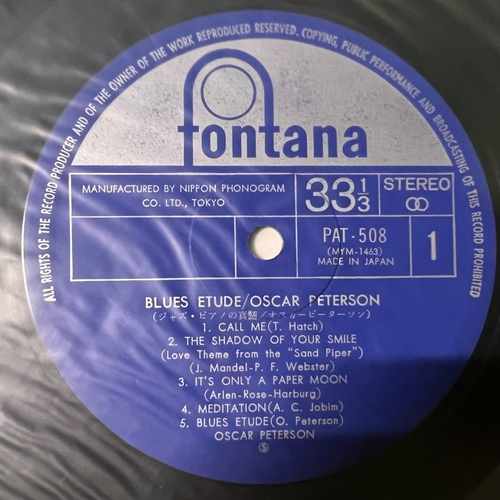 ALL RIGHTS OF THE RECORD PRODUCER AND OF THE OWNER OF THE WORK REPRODUCED RESERVED. COPYING, PUBLIC PERFORMANCE AND BROADCASTING OF THIS RECORD PROHIBITED
fontana
MANUFACTURED BY NIPPON PHONOGRAM CO. LTD., TOKYO
33 1/3
STEREO
PAT-508
(MYM-1463)
MADE IN JAPAN
1
BLUES ETUDE/OSCAR PETERSON
(ジャズ・ピアノの真髄/オスカー・ピーターソン)
1. CALL ME(T. Hatch)
2. THE SHADOW OF YOUR SMILE
(Love Theme from the "Sand Piper")
(J. Mandel-P. F. Webster)
3. IT'S ONLY A PAPER MOON
(Arlen-Rose-Harburg)
4. MEDITATION(A. C. Jobim)
5. BLUES ETUDE(O. Peterson)
OSCAR PETERSON
Ⓢ